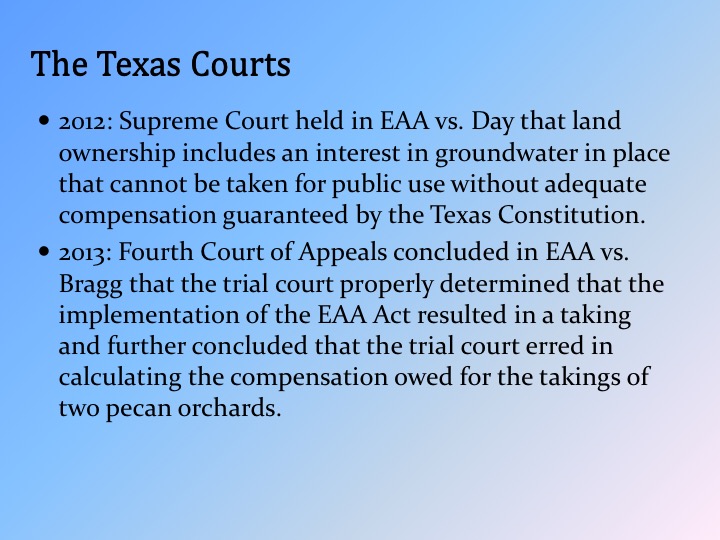 The Texas Courts
• 2012: Supreme Court held in EAA vs. Day that land
ownership includes an interest in groundwater in place
that cannot be taken for public use without adequate
compensation guaranteed by the Texas Constitution.
• 2013: Fourth Court of Appeals concluded in EAA vs.
Bragg that the trial court properly determined that the
implementation of the EAA Act resulted in a taking
and further concluded that the trial court erred in
calculating the compensation owed for the takings of
two pecan orchards.